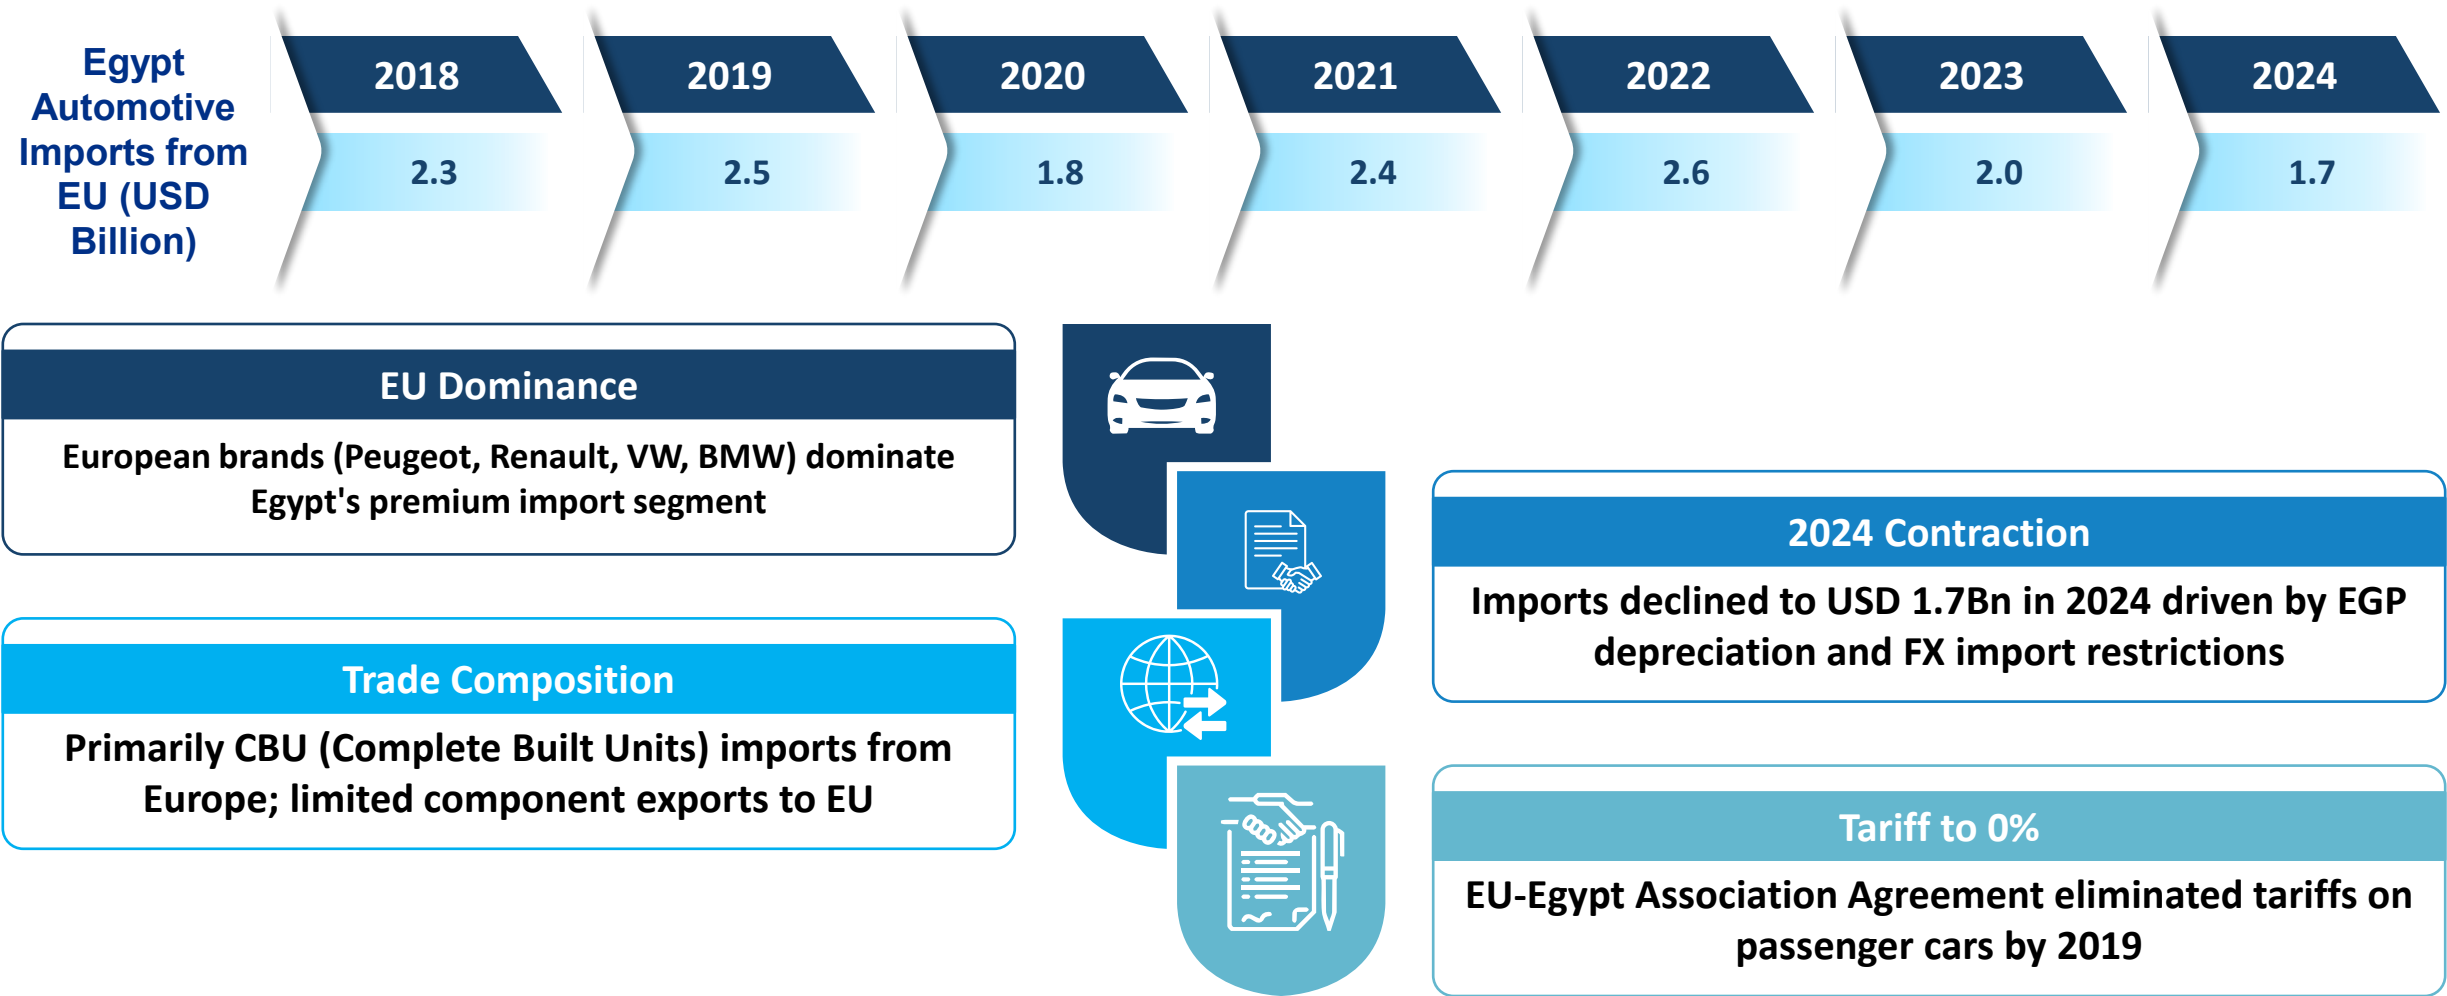 Egypt
Automotive
Imports from
EU (USD
Billion)
2018
2019
2020
2021
2022
2023
2024
2.3
2.5
1.8
2.4
2.6
2.0
1.7
EU Dominance
European brands (Peugeot, Renault, VW, BMW) dominate
Egypt's premium import segment
2024 Contraction
Imports declined to USD 1.7Bn in 2024 driven by EGP
depreciation and FX import restrictions
Trade Composition
Primarily CBU (Complete Built Units) imports from
Europe; limited component exports to EU
Tariff to 0%
EU-Egypt Association Agreement eliminated tariffs on
passenger cars by 2019